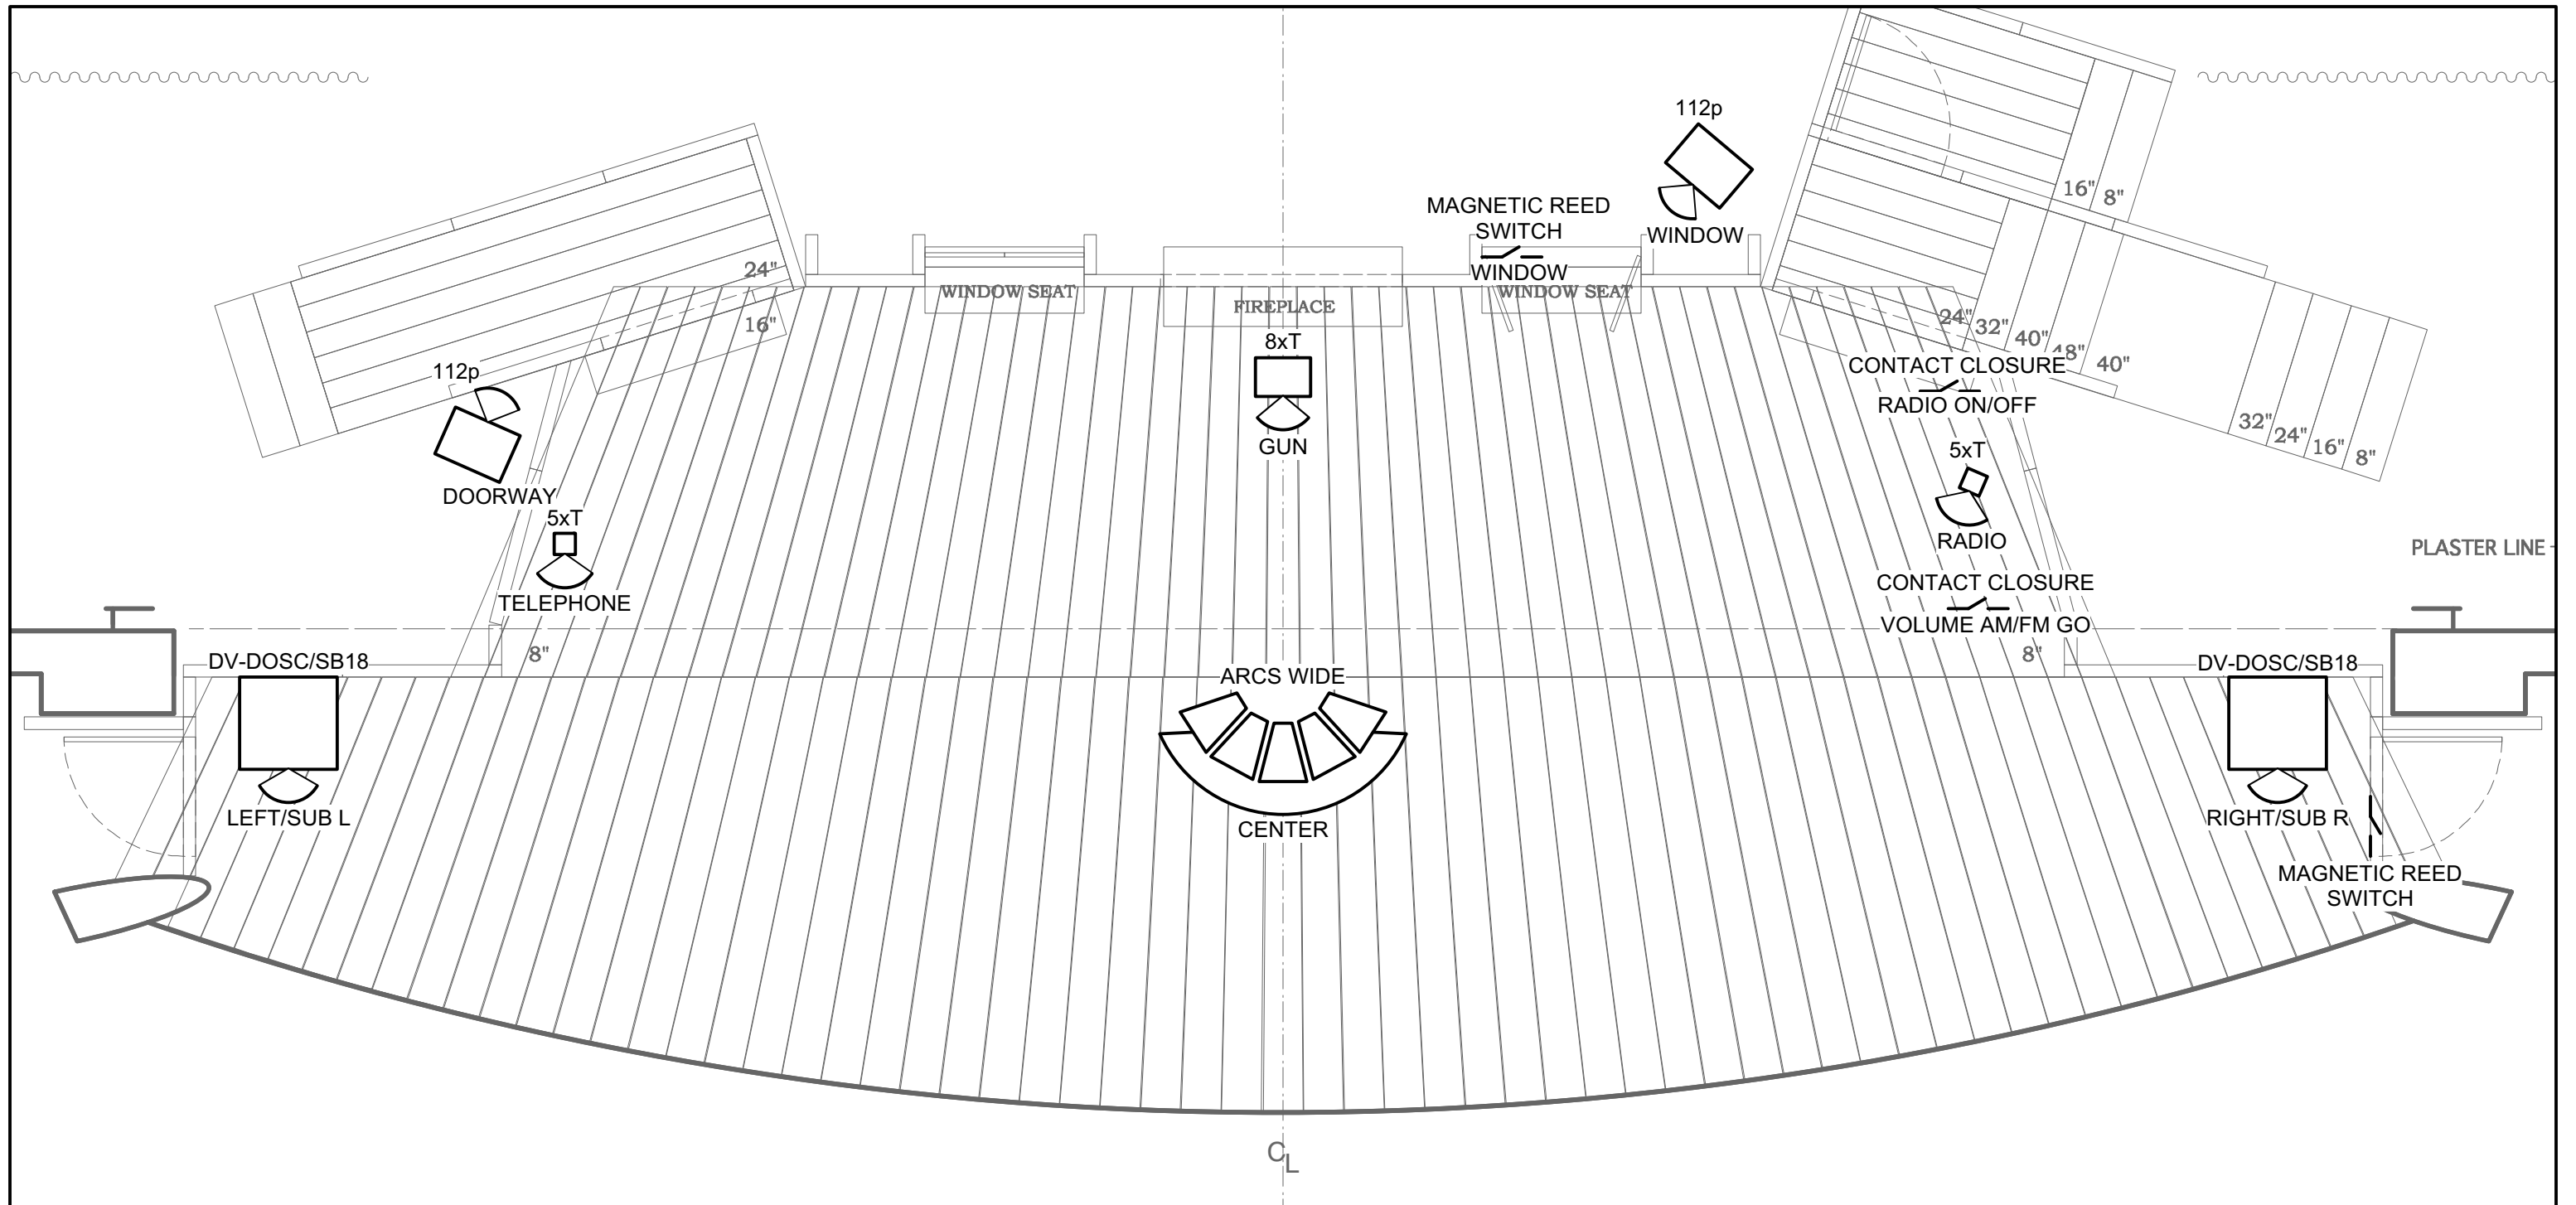 112p
WINDOW
MAGNETIC REED
SWITCH
WINDOW
16"
8"
24"
16"
WINDOW SEAT
FIREPLACE
WINDOW SEAT
24"
32"
40"
48"
40"
32"
24"
16"
8"
112p
DOORWAY
8xT
GUN
CONTACT CLOSURE
RADIO ON/OFF
5xT
RADIO
5xT
TELEPHONE
PLASTER LINE
CONTACT CLOSURE
VOLUME AM/FM GO
8"
8"
DV-DOSC/SB18
LEFT/SUB L
ARCS WIDE
CENTER
DV-DOSC/SB18
RIGHT/SUB R
MAGNETIC REED
SWITCH
CL